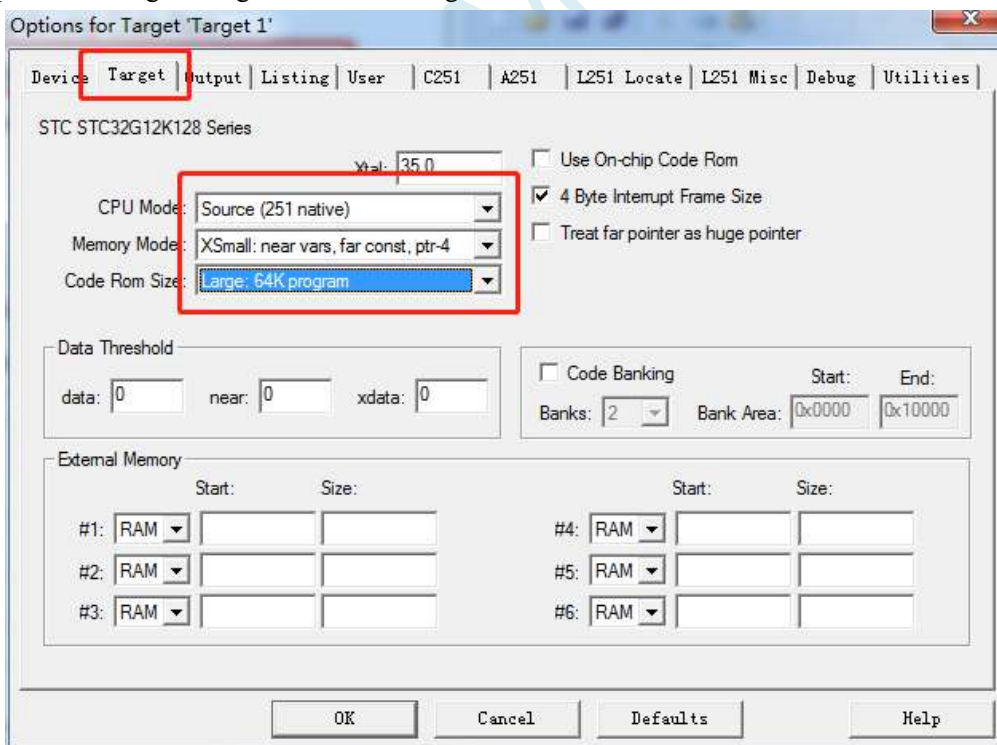 Options for Target 'Target 1'
Device Target Output Listing User C251 A251 L251 Locate L251 Misc Debug Utilities
STC STC32G12K128 Series
Xtal: 35.0
Use On-chip Code Rom
CPU Mode: Source (251 native)
4 Byte Interrupt Frame Size
Memory Mode: XSmall: near vars, far const, ptr-4
Treat far pointer as huge pointer
Code Rom Size: Large: 64K program
Data Threshold
data: 0 near: 0 xdata: 0
Code Banking Start: End:
Banks: 2 Bank Area: 0x0000 0x10000
External Memory
Start: Size: Start: Size:
#1: RAM #4: RAM
#2: RAM #5: RAM
#3: RAM #6: RAM
OK Cancel Defaults Help